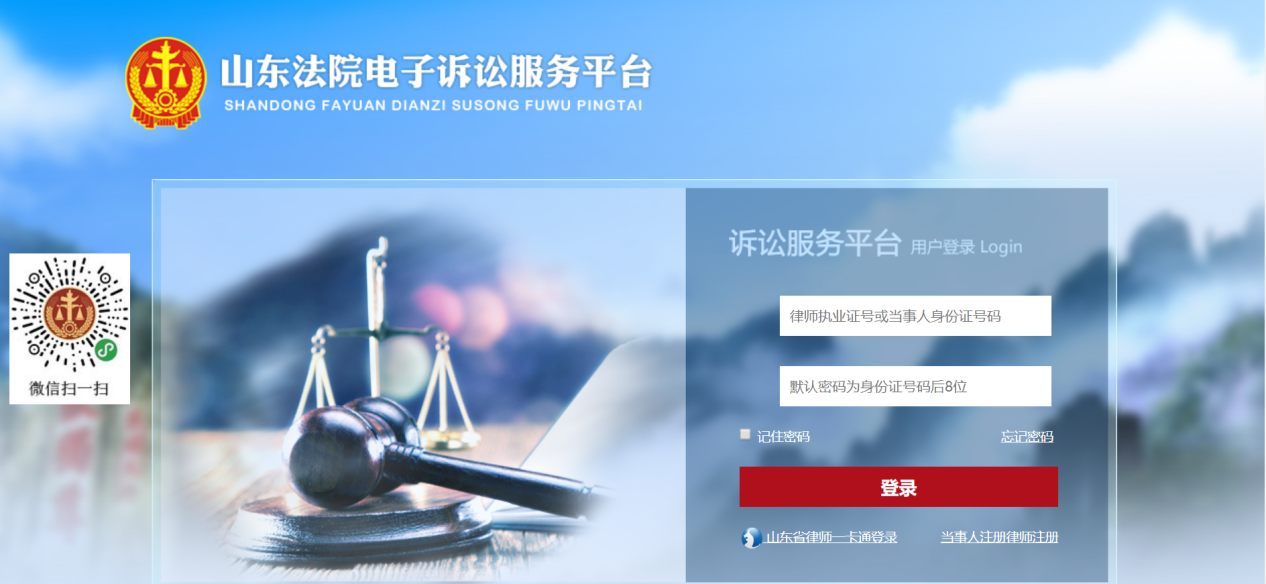 山东法院电子诉讼服务平台
SHANDONG FAYUAN DIANZI SUSONG FUWU PINGTAI
诉讼服务平台 用户登录 Login
律师执业证号或当事人身份证号码
默认密码为身份证号码后8位
微信扫一扫
记住密码 忘记密码
登录
山东省律师一卡通登录 当事人注册律师注册